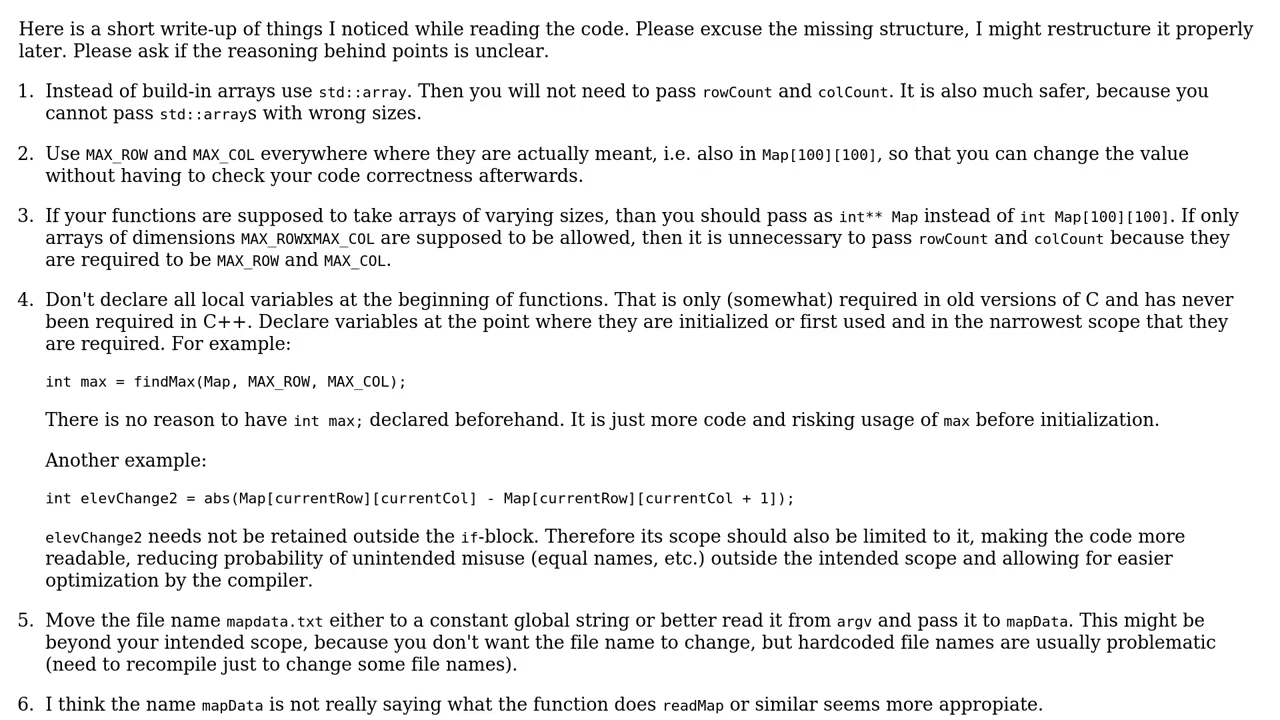 Here is a short write-up of things I noticed while reading the code. Please excuse the missing structure, I might restructure it properly
later. Please ask if the reasoning behind points is unclear.
1. Instead of build-in arrays use std::array. Then you will not need to pass rowCount and colCount. It is also much safer, because you
cannot pass std::arrays with wrong sizes.
2. Use MAX_ROW and MAX_COL everywhere where they are actually meant, i.e. also in Map[100][100], so that you can change the value
without having to check your code correctness afterwards.
3. If your functions are supposed to take arrays of varying sizes, than you should pass as int** Map instead of int Map[100][100]. If only
arrays of dimensions MAX_ROWxMAX_COL are supposed to be allowed, then it is unnecessary to pass rowCount and colCount because they
are required to be MAX_ROW and MAX_COL.
4. Don't declare all local variables at the beginning of functions. That is only (somewhat) required in old versions of C and has never
been required in C++. Declare variables at the point where they are initialized or first used and in the narrowest scope that they
are required. For example:
int max = findMax(Map, MAX_ROW, MAX_COL);
There is no reason to have int max; declared beforehand. It is just more code and risking usage of max before initialization.
Another example:
int elevChange2 = abs(Map[currentRow][currentCol] - Map[currentRow][currentCol + 1]);
elevChange2 needs not be retained outside the if-block. Therefore its scope should also be limited to it, making the code more
readable, reducing probability of unintended misuse (equal names, etc.) outside the intended scope and allowing for easier
optimization by the compiler.
5. Move the file name mapdata.txt either to a constant global string or better read it from argv and pass it to mapData. This might be
beyond your intended scope, because you don't want the file name to change, but hardcoded file names are usually problematic
(need to recompile just to change some file names).
6. I think the name mapData is not really saying what the function does readMap or similar seems more appropiate.